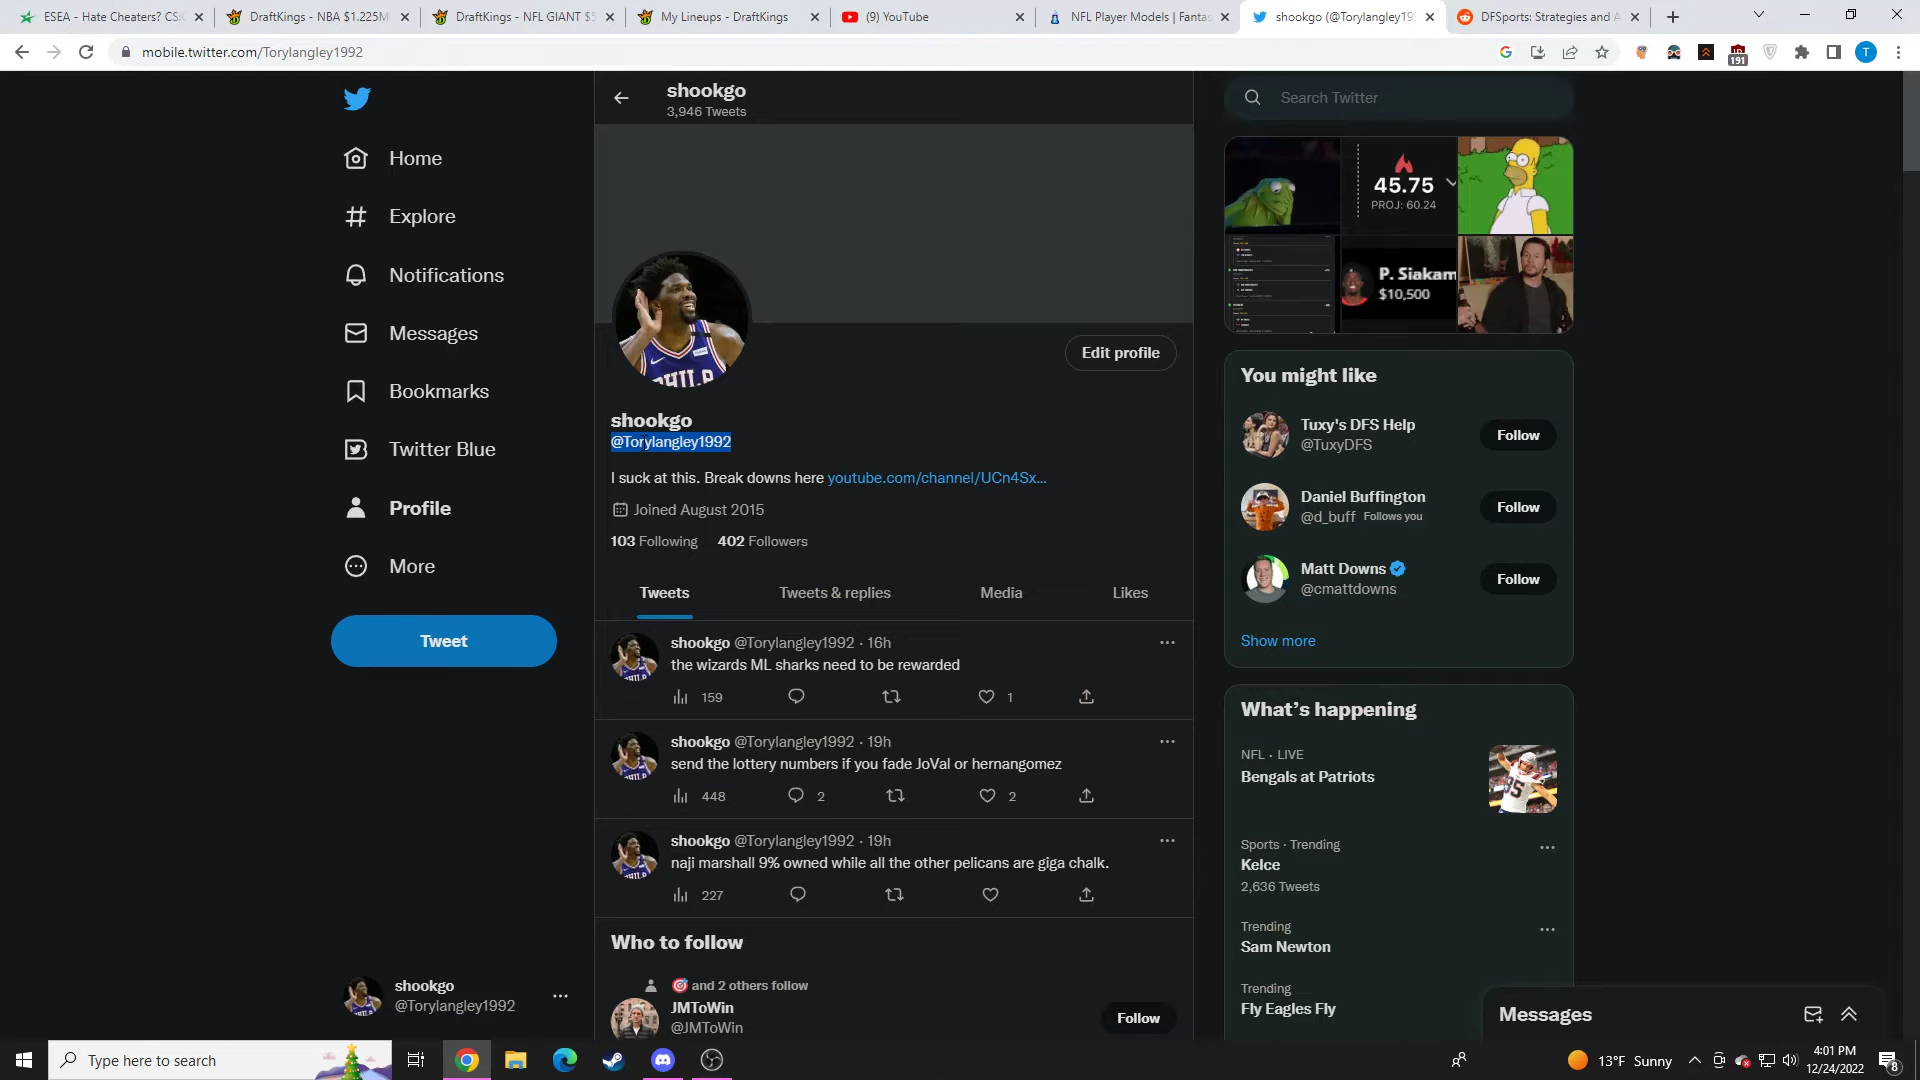 ESEA - Hate Cheaters? CS:G
DraftKings - NBA $1.225M
DraftKings - NFL GIANT $5
My Lineups - DraftKings
(9) YouTube
NFL Player Models | Fantas
shookgo (@Torylangley199
DFSports: Strategies and A
mobile.twitter.com/Torylangley1992
191
T
shookgo
3,946 Tweets
Search Twitter
Home
Explore
Notifications
Messages
Bookmarks
Twitter Blue
Profile
More
Tweet
45.75
PROJ: 60.24
P. Siakam
$10,500
PHILA
Edit profile
shookgo
@Torylangley1992
I suck at this. Break downs here youtube.com/channel/UCn4Sx...
Joined August 2015
103 Following 402 Followers
Tweets
Tweets & replies
Media
Likes
shookgo @Torylangley1992 · 16h
the wizards ML sharks need to be rewarded
159
1
shookgo @Torylangley1992 · 19h
send the lottery numbers if you fade JoVal or hernangomez
448
2
2
shookgo @Torylangley1992 · 19h
naji marshall 9% owned while all the other pelicans are giga chalk.
227
Who to follow
and 2 others follow
JMToWin
@JMToWin
Follow
You might like
Tuxy's DFS Help
@TuxyDFS
Follow
Daniel Buffington
@d_buff Follows you
Follow
Matt Downs
@cmattdowns
Follow
Show more
What's happening
NFL · LIVE
Bengals at Patriots
Sports · Trending
Kelce
2,636 Tweets
Trending
Sam Newton
Trending
Fly Eagles Fly
Messages
shookgo
@Torylangley1992
Type here to search
13°F Sunny
4:01 PM
12/24/2022
8